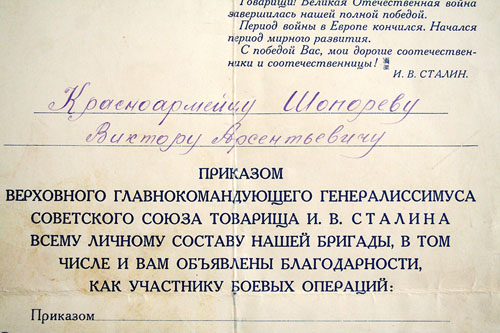 Товарищи! Великая Отечественная война
завершилась нашей полной победой.
Период войны в Европе кончился. Начался
период мирного развития.
С победой Вас, мои дорогие соотечествен-
ники и соотечественницы!
И. В. СТАЛИН.
Красноармейцу Шопореву
Виктору Арсентьевичу
ПРИКАЗОМ
ВЕРХОВНОГО ГЛАВНОКОМАНДУЮЩЕГО ГЕНЕРАЛИССИМУСА
СОВЕТСКОГО СОЮЗА ТОВАРИЩА И. В. СТАЛИНА
ВСЕМУ ЛИЧНОМУ СОСТАВУ НАШЕЙ БРИГАДЫ, В ТОМ
ЧИСЛЕ И ВАМ ОБЪЯВЛЕНЫ БЛАГОДАРНОСТИ,
КАК УЧАСТНИКУ БОЕВЫХ ОПЕРАЦИЙ:
Приказом